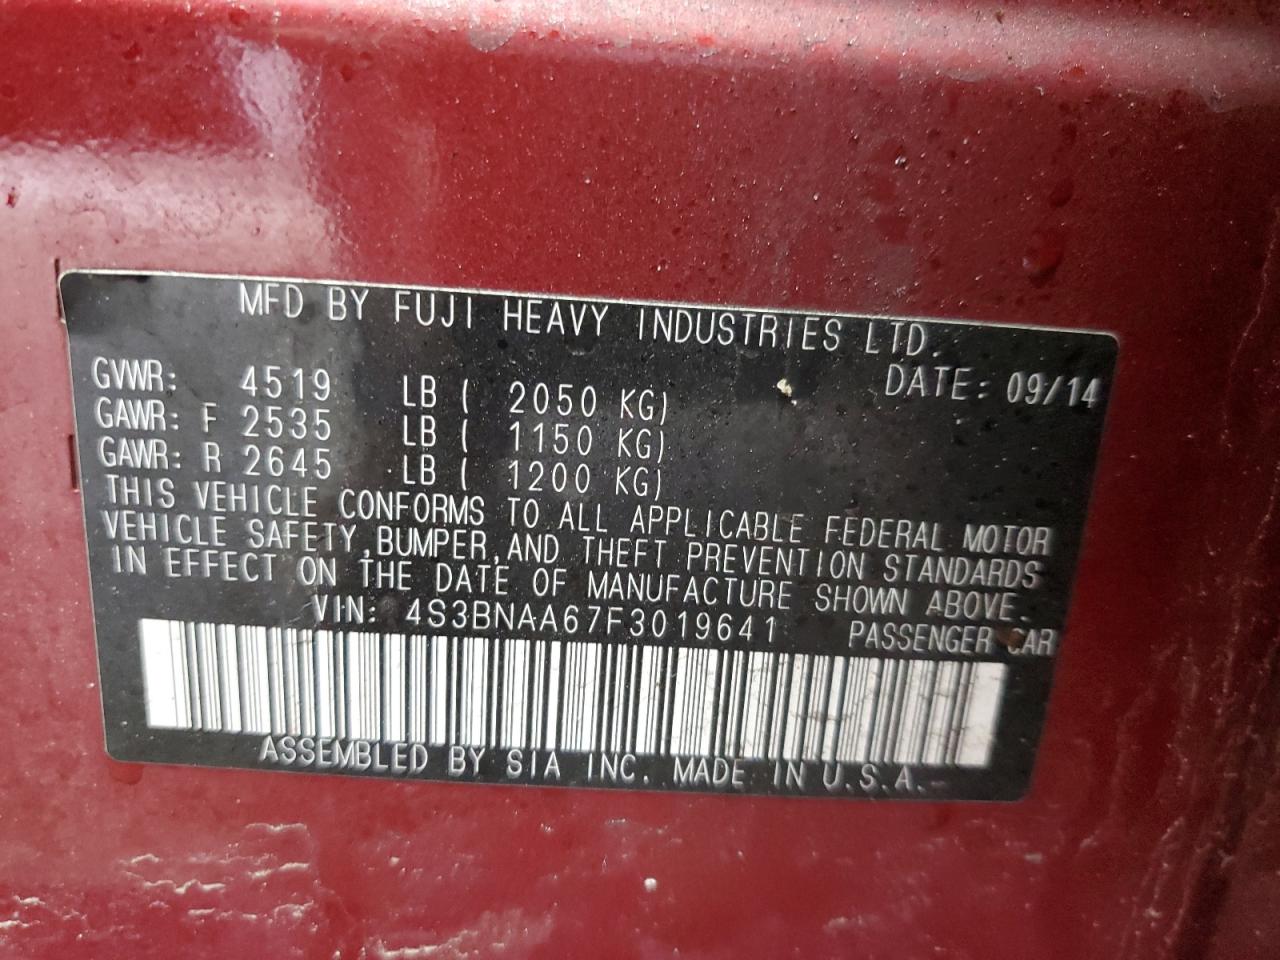 MFD BY FUJI HEAVY INDUSTRIES LTD.
DATE: 09/14
GVWR: 4519 LB ( 2050 KG)
GAWR: F 2535 LB ( 1150 KG)
GAWR: R 2645 LB ( 1200 KG)
THIS VEHICLE CONFORMS TO ALL APPLICABLE FEDERAL MOTOR
VEHICLE SAFETY,BUMPER,AND THEFT PREVENTION STANDARDS
IN EFFECT ON THE DATE OF MANUFACTURE SHOWN ABOVE.
VIN: 4S3BNAA67F3019641 PASSENGER CAR
ASSEMBLED BY SIA INC. MADE IN U.S.A.